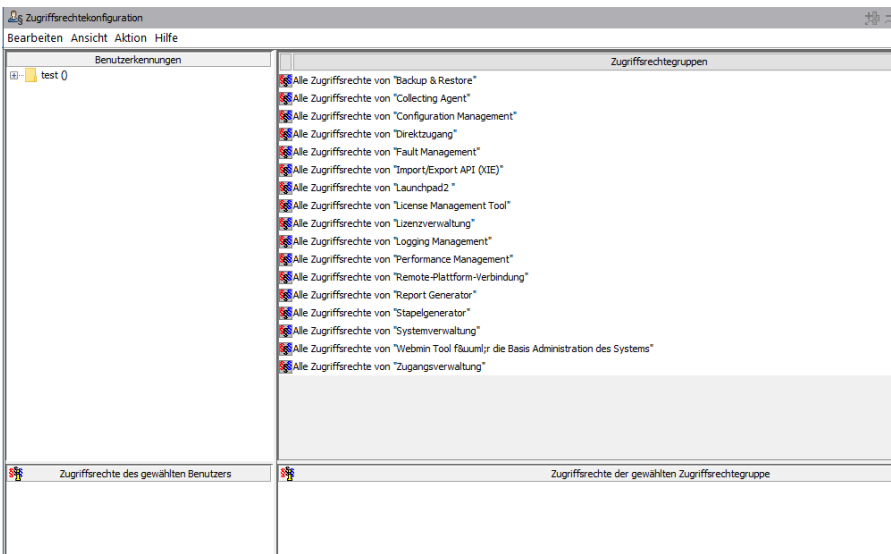 Zugriffsrechtekonfiguration
Bearbeiten Ansicht Aktion Hilfe
Benutzerkennungen
test ()
Zugriffsrechtegruppen
Alle Zugriffsrechte von "Backup & Restore"
Alle Zugriffsrechte von "Collecting Agent"
Alle Zugriffsrechte von "Configuration Management"
Alle Zugriffsrechte von "Direktzugang"
Alle Zugriffsrechte von "Fault Management"
Alle Zugriffsrechte von "Import/Export API (XIE)"
Alle Zugriffsrechte von "Launchpad2 "
Alle Zugriffsrechte von "License Management Tool"
Alle Zugriffsrechte von "Lizenzverwaltung"
Alle Zugriffsrechte von "Logging Management"
Alle Zugriffsrechte von "Performance Management"
Alle Zugriffsrechte von "Remote-Plattform-Verbindung"
Alle Zugriffsrechte von "Report Generator"
Alle Zugriffsrechte von "Stapelgenerator"
Alle Zugriffsrechte von "Systemverwaltung"
Alle Zugriffsrechte von "Webmin Tool f&uuml;r die Basis Administration des Systems"
Alle Zugriffsrechte von "Zugangsverwaltung"
Zugriffsrechte des gewählten Benutzers
Zugriffsrechte der gewählten Zugriffsrechtegruppe